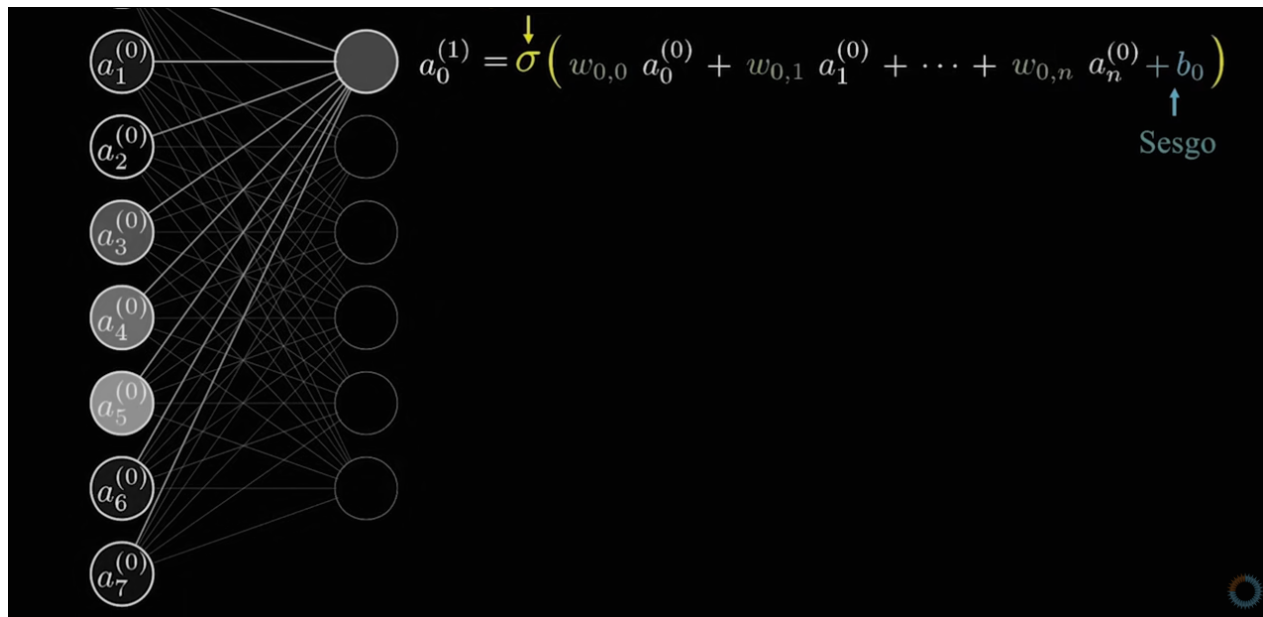 a_1^{(0)}
a_0^{(1)} = σ( w_{0,0} a_0^{(0)} + w_{0,1} a_1^{(0)} + ⋯ + w_{0,n} a_n^{(0)} + b_0 )
Sesgo
a_2^{(0)}
a_3^{(0)}
a_4^{(0)}
a_5^{(0)}
a_6^{(0)}
a_7^{(0)}